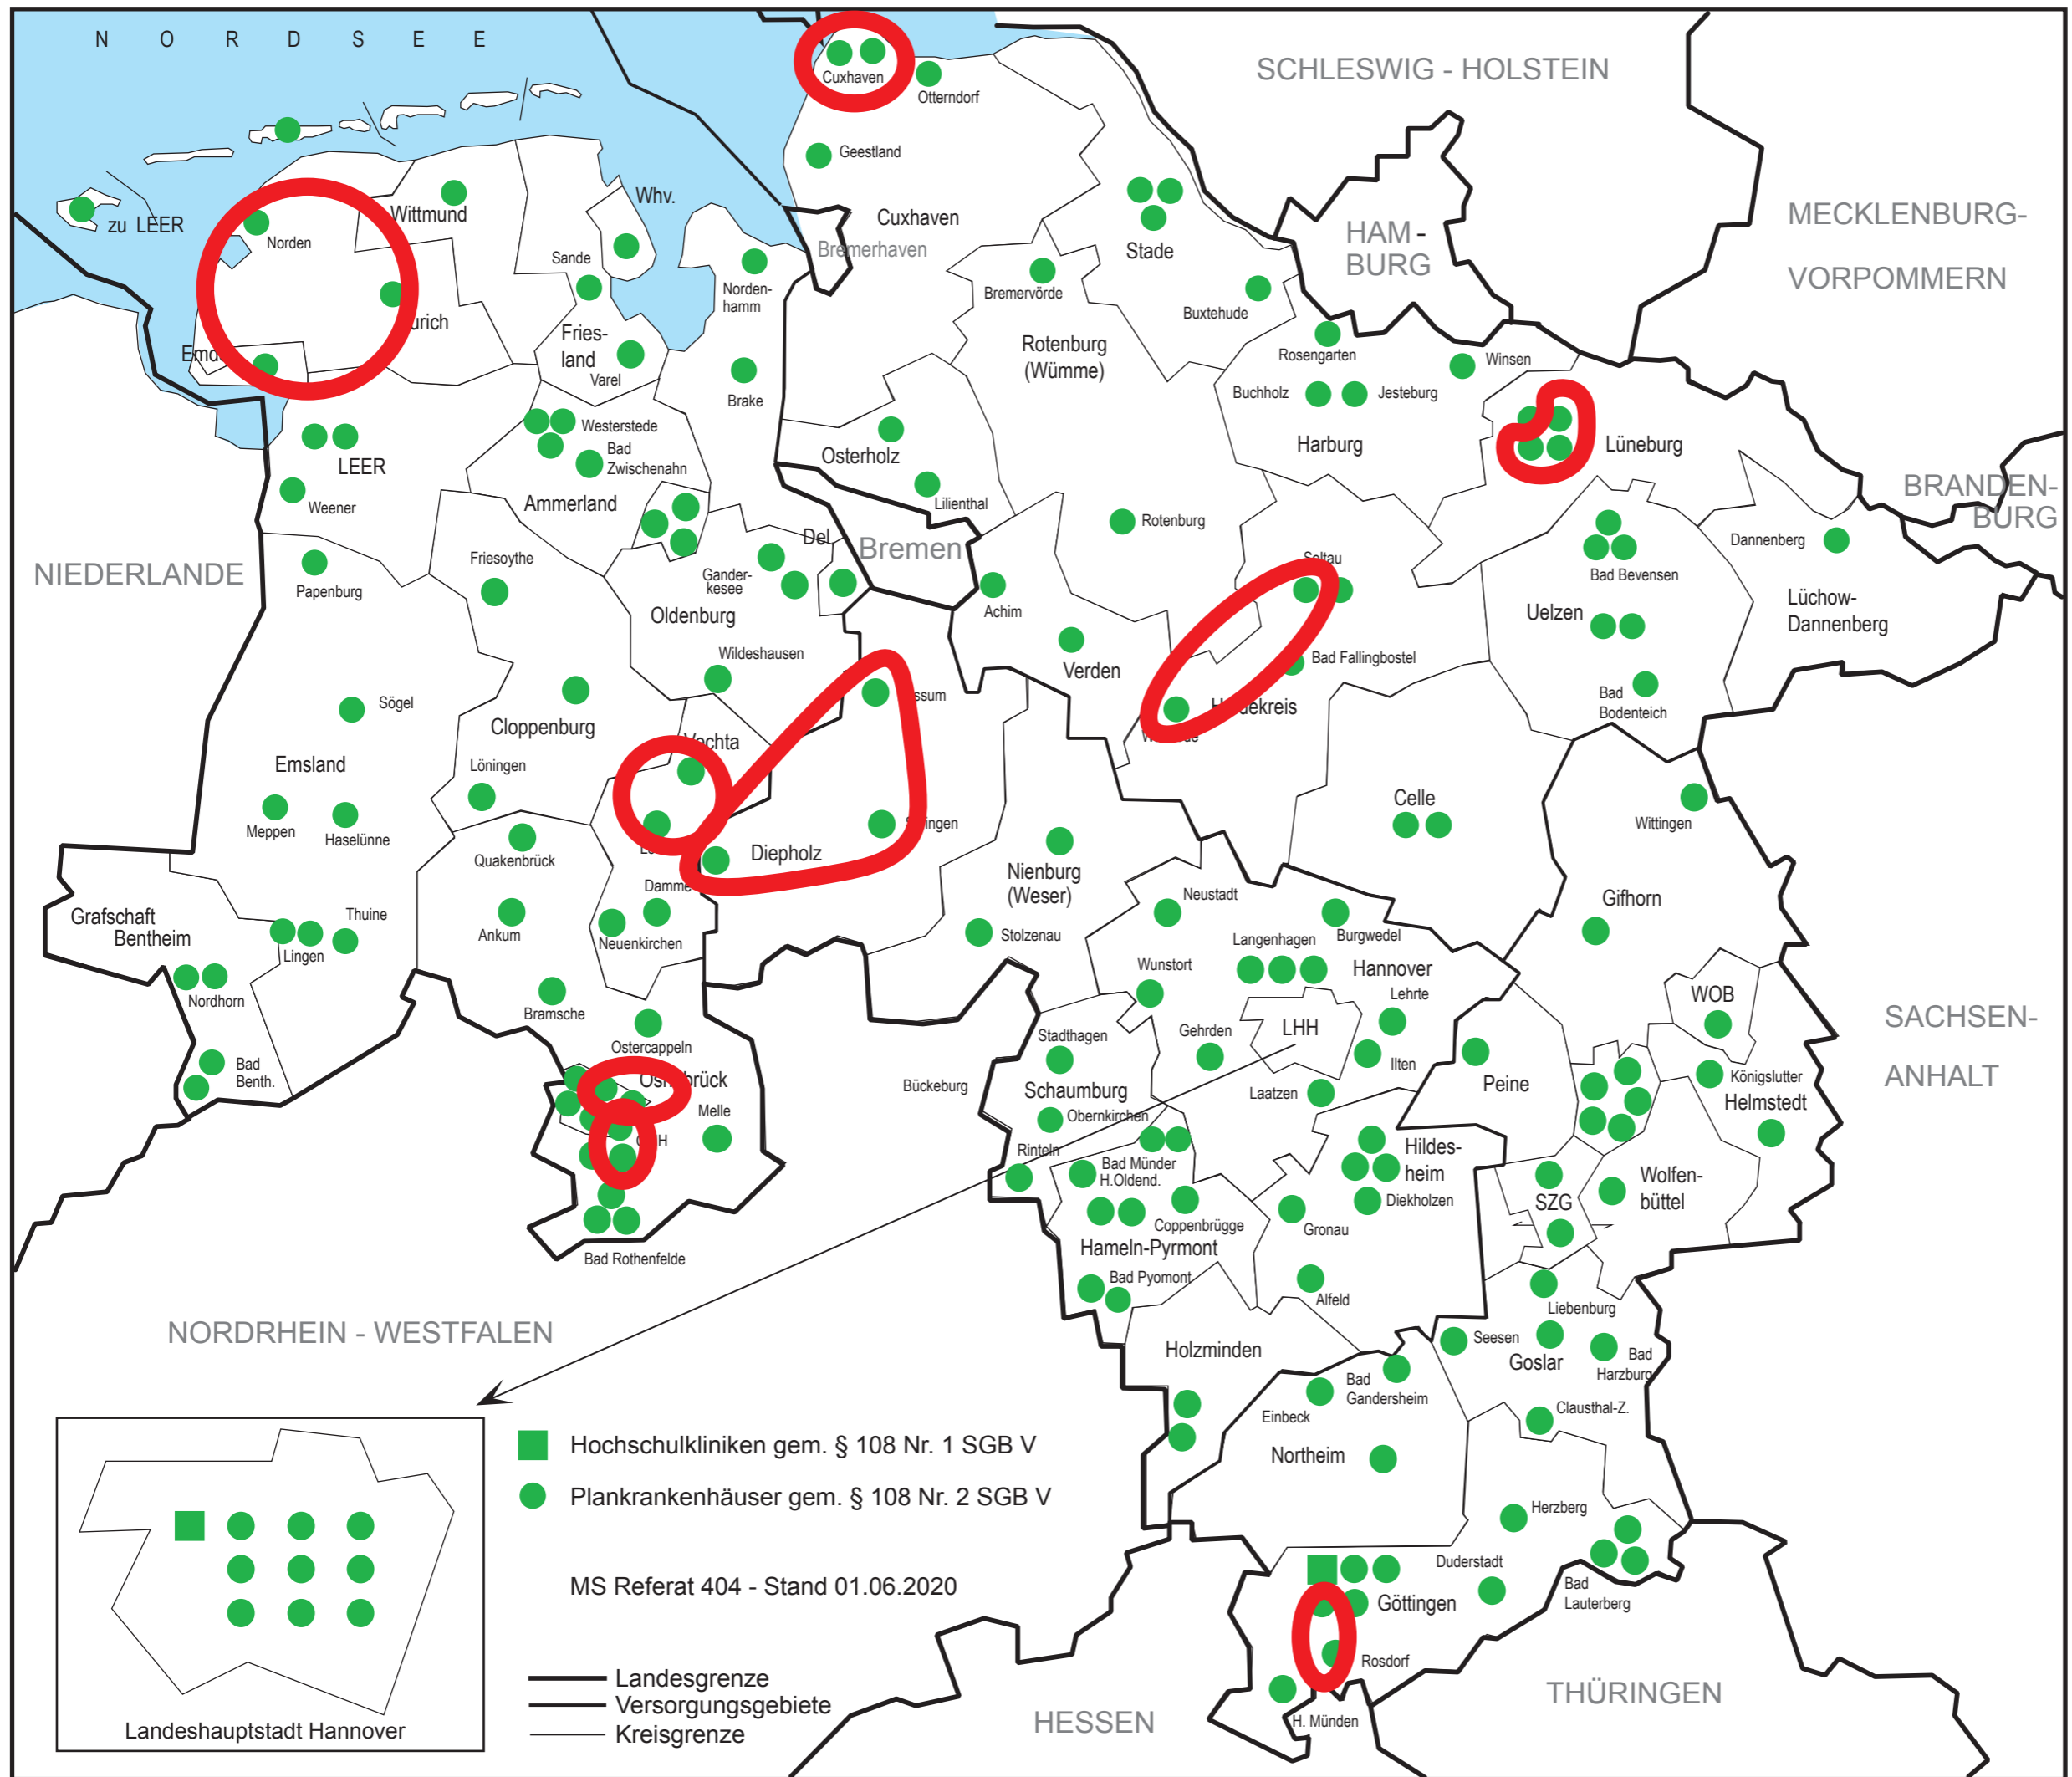 N O R D S E E
SCHLESWIG - HOLSTEIN
Cuxhaven
Otterndorf
Geestland
Cuxhaven
Bremerhaven
zu LEER
Norden
Wittmund
Whv.
Sande
Norden-
hamm
Stade
HAM -
BURG
MECKLENBURG-
VORPOMMERN
Bremervörde
Buxtehude
Fries-
land
Varel
Brake
Rotenburg
(Wümme)
Rosengarten
Winsen
Buchholz
Jesteburg
Harburg
Lüneburg
LEER
Weener
Westerstede
Bad
Zwischenahn
Ammerland
Osterholz
Lilienthal
Rotenburg
BRANDEN-
BURG
Dannenberg
Lüchow-
Dannenberg
NIEDERLANDE
Papenburg
Friesoythe
Del.
Bremen
Gander-
kesee
Oldenburg
Achim
Verden
Bad Bevensen
Uelzen
Bad
Bodenteich
Wildeshausen
Bad Fallingbostel
Sögel
Cloppenburg
Emsland
Löningen
Meppen
Haselünne
Vechta
Diepholz
Celle
Wittingen
Quakenbrück
Damme
Nienburg
(Weser)
Neustadt
Gifhorn
Grafschaft
Bentheim
Thuine
Lingen
Ankum
Neuenkirchen
Stolzenau
Langenhagen
Burgwedel
Wunstort
Hannover
Lehrte
WOB
Nordhorn
Bramsche
Ostercappeln
Stadthagen
Gehrden
LHH
Ilten
SACHSEN-
ANHALT
Bad
Benth.
Melle
Bückeburg
Schaumburg
Obernkirchen
Laatzen
Peine
Königslutter
Helmstedt
Rinteln
Bad Münder
H.Oldend.
Hildes-
heim
Diekholzen
Wolfen-
büttel
SZG
Coppenbrügge
Gronau
Hameln-Pyrmont
Bad Pyomont
Alfeld
Bad Rothenfelde
Liebenburg
NORDRHEIN - WESTFALEN
Holzminden
Seesen
Goslar
Bad
Harzburg
Bad
Gandersheim
Einbeck
Clausthal-Z.
Northeim
Hochschulkliniken gem. § 108 Nr. 1 SGB V
Plankrankenhäuser gem. § 108 Nr. 2 SGB V
Herzberg
MS Referat 404 - Stand 01.06.2020
Duderstadt
Göttingen
Bad
Lauterberg
Rosdorf
Landesgrenze
Versorgungsgebiete
Kreisgrenze
Landeshauptstadt Hannover
HESSEN
H. Münden
THÜRINGEN